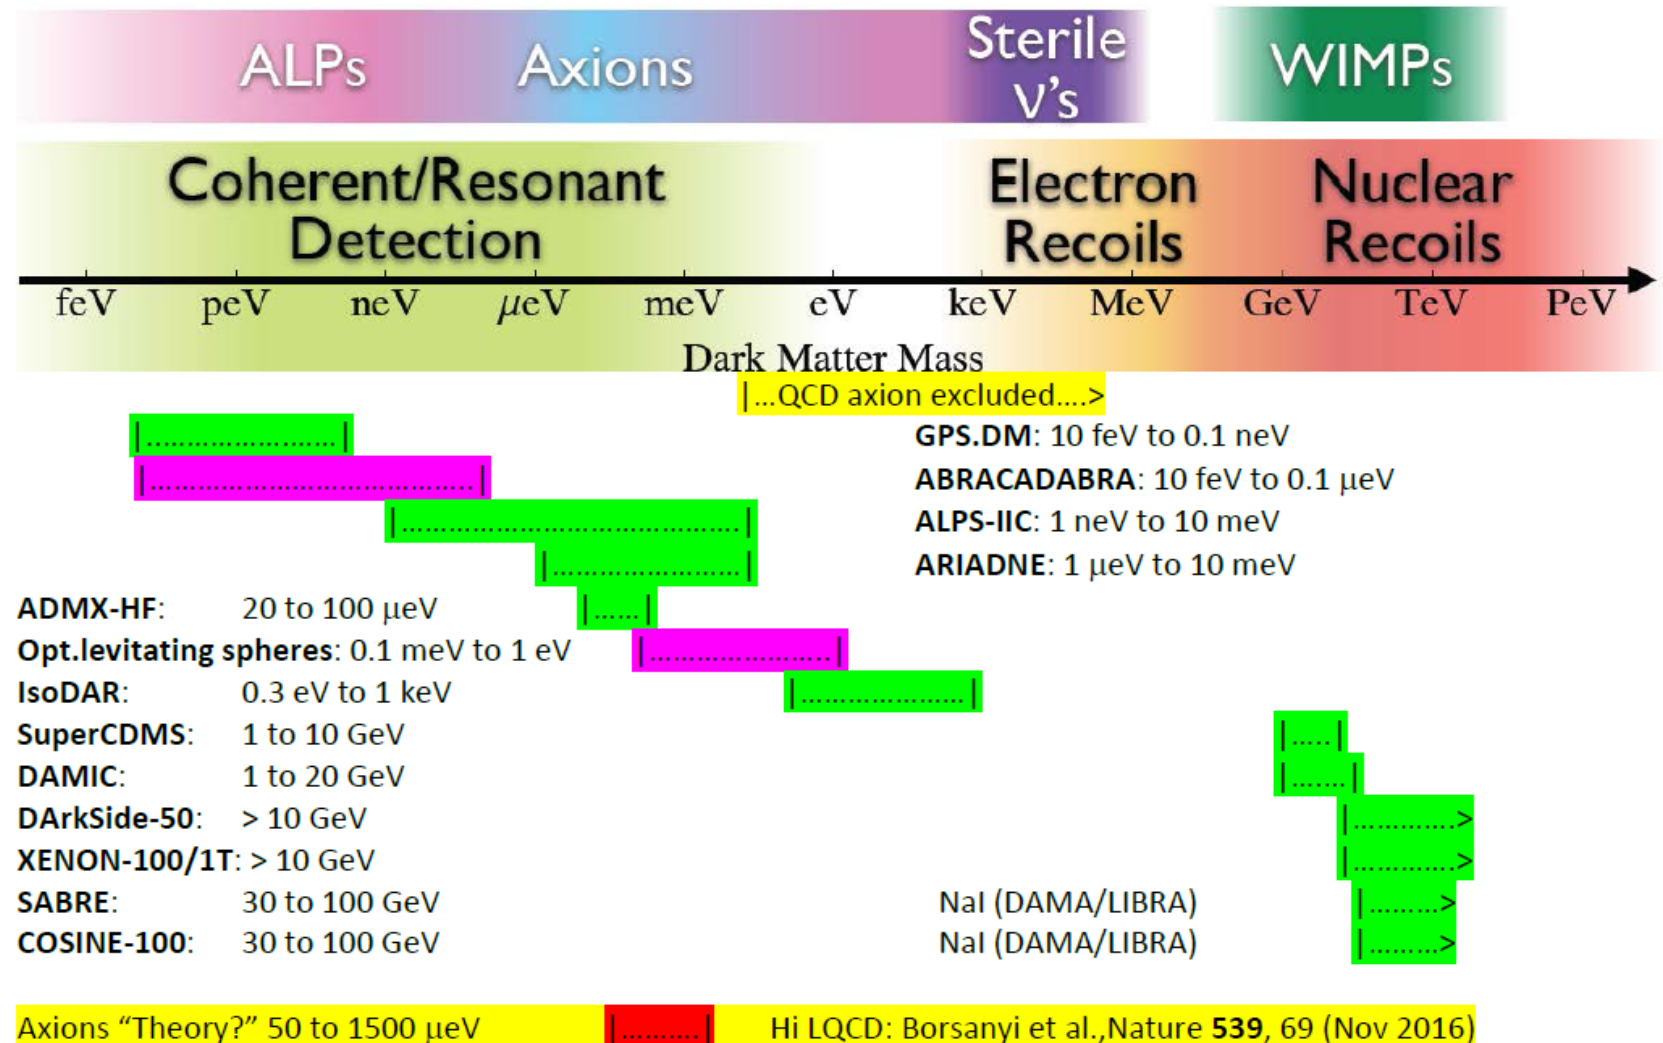 ALPs Axions Sterile ν's WIMPs
Coherent/Resonant Detection Electron Recoils Nuclear Recoils
feV peV neV μeV meV eV keV MeV GeV TeV PeV
Dark Matter Mass
|...QCD axion excluded....>
GPS.DM: 10 feV to 0.1 neV
ABRACADABRA: 10 feV to 0.1 μeV
ALPS-IIC: 1 neV to 10 meV
ARIADNE: 1 μeV to 10 meV
ADMX-HF: 20 to 100 μeV
Opt.levitating spheres: 0.1 meV to 1 eV
IsoDAR: 0.3 eV to 1 keV
SuperCDMS: 1 to 10 GeV
DAMIC: 1 to 20 GeV
DArkSide-50: > 10 GeV
XENON-100/1T: > 10 GeV
SABRE: 30 to 100 GeV NaI (DAMA/LIBRA)
COSINE-100: 30 to 100 GeV NaI (DAMA/LIBRA)
Axions “Theory?” 50 to 1500 μeV |..........| Hi LQCD: Borsanyi et al.,Nature 539, 69 (Nov 2016)